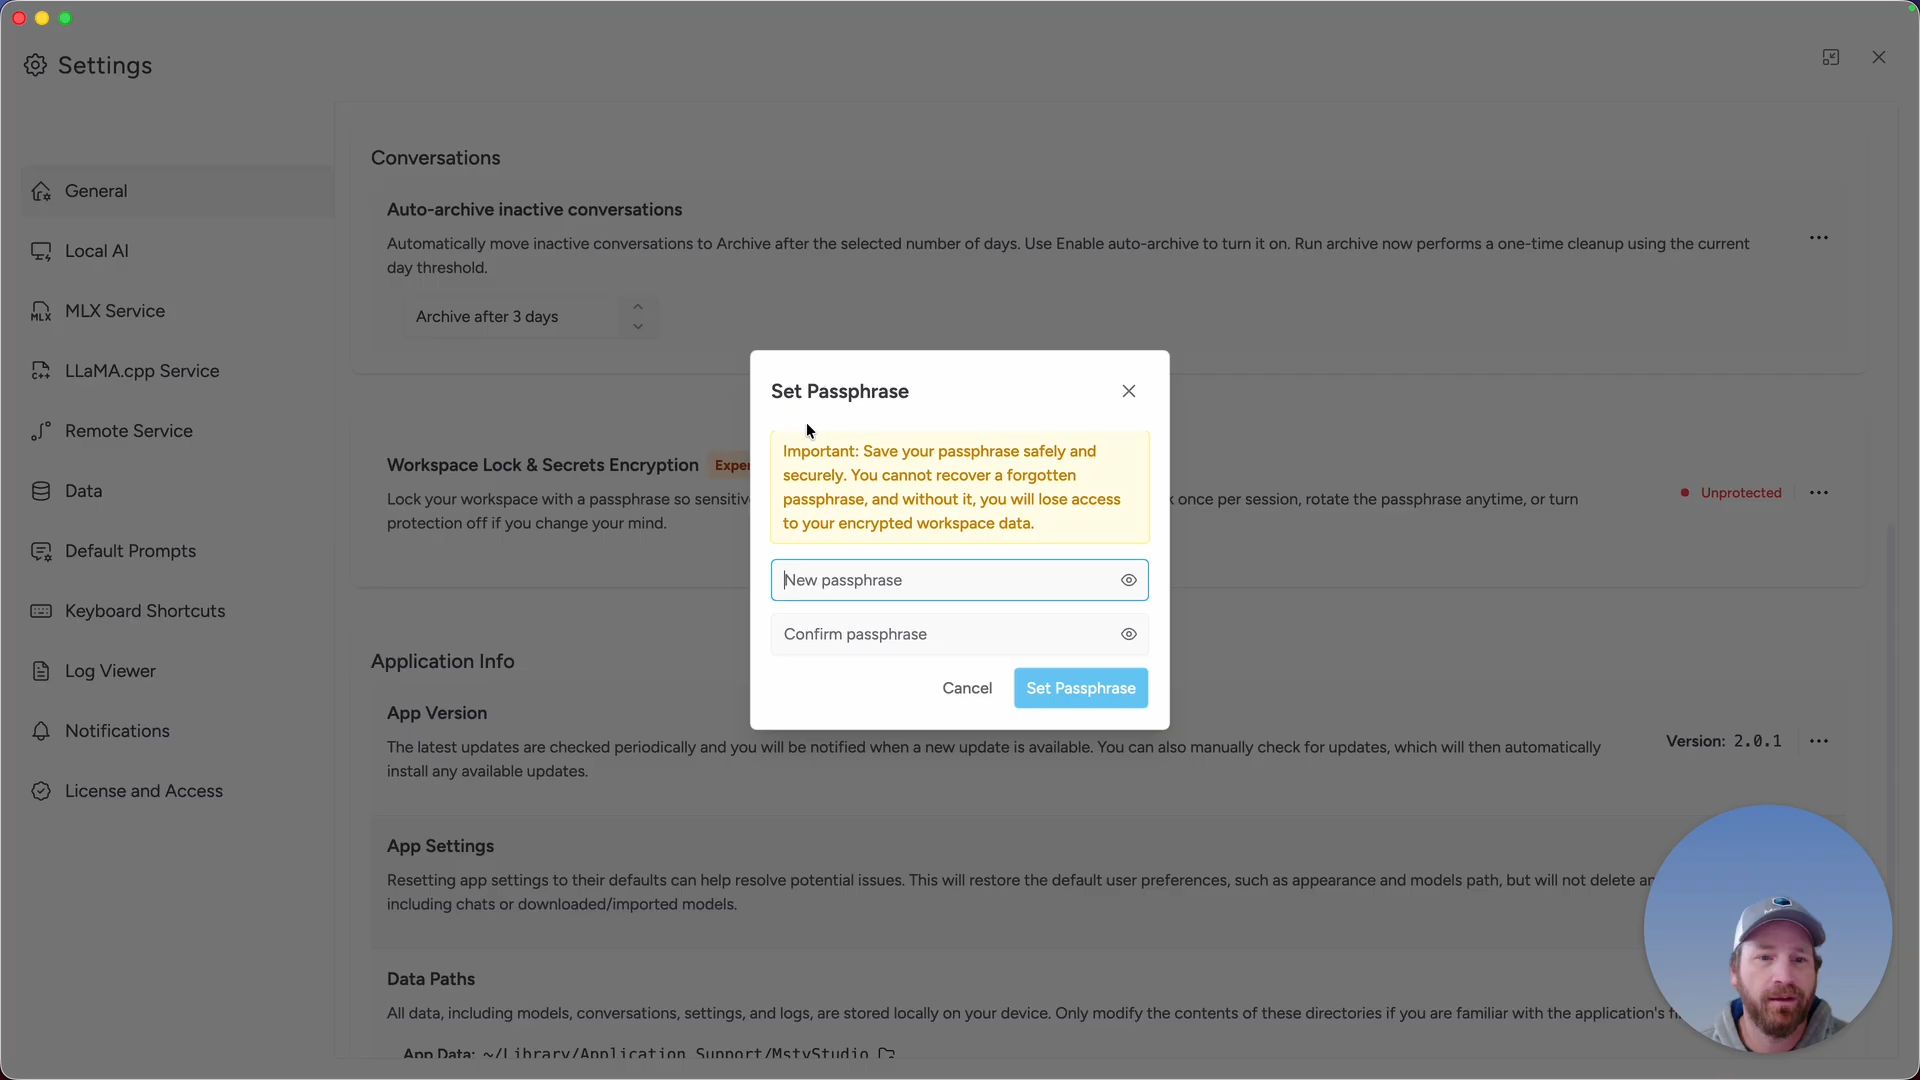 Settings
General
Local AI
MLX Service
LLaMA.cpp Service
Remote Service
Data
Default Prompts
Keyboard Shortcuts
Log Viewer
Notifications
License and Access
Conversations
Auto-archive inactive conversations
Automatically move inactive conversations to Archive after the selected number of days. Use Enable auto-archive to turn it on. Run archive now performs a one-time cleanup using the current
day threshold.
Archive after 3 days
Workspace Lock & Secrets Encryption
Lock your workspace with a passphrase so once per session, rotate the passphrase anytime, or turn
protection off if you change your mind.
Unprotected
Set Passphrase
Important: Save your passphrase safely and
securely. You cannot recover a forgotten
passphrase, and without it, you will lose access
to your encrypted workspace data.
New passphrase
Confirm passphrase
Cancel
Set Passphrase
Application Info
App Version
The latest updates are checked periodically and you will be notified when a new update is available. You can also manually check for updates, which will then automatically
install any available updates.
Version: 2.0.1
App Settings
Resetting app settings to their defaults can help resolve potential issues. This will restore the default user preferences, such as appearance and models path, but will not delete
including chats or downloaded/imported models.
Data Paths
All data, including models, conversations, settings, and logs, are stored locally on your device. Only modify the contents of these directories if you are familiar with the application's
App Data: ~/Library/Application Support/MstyStudio